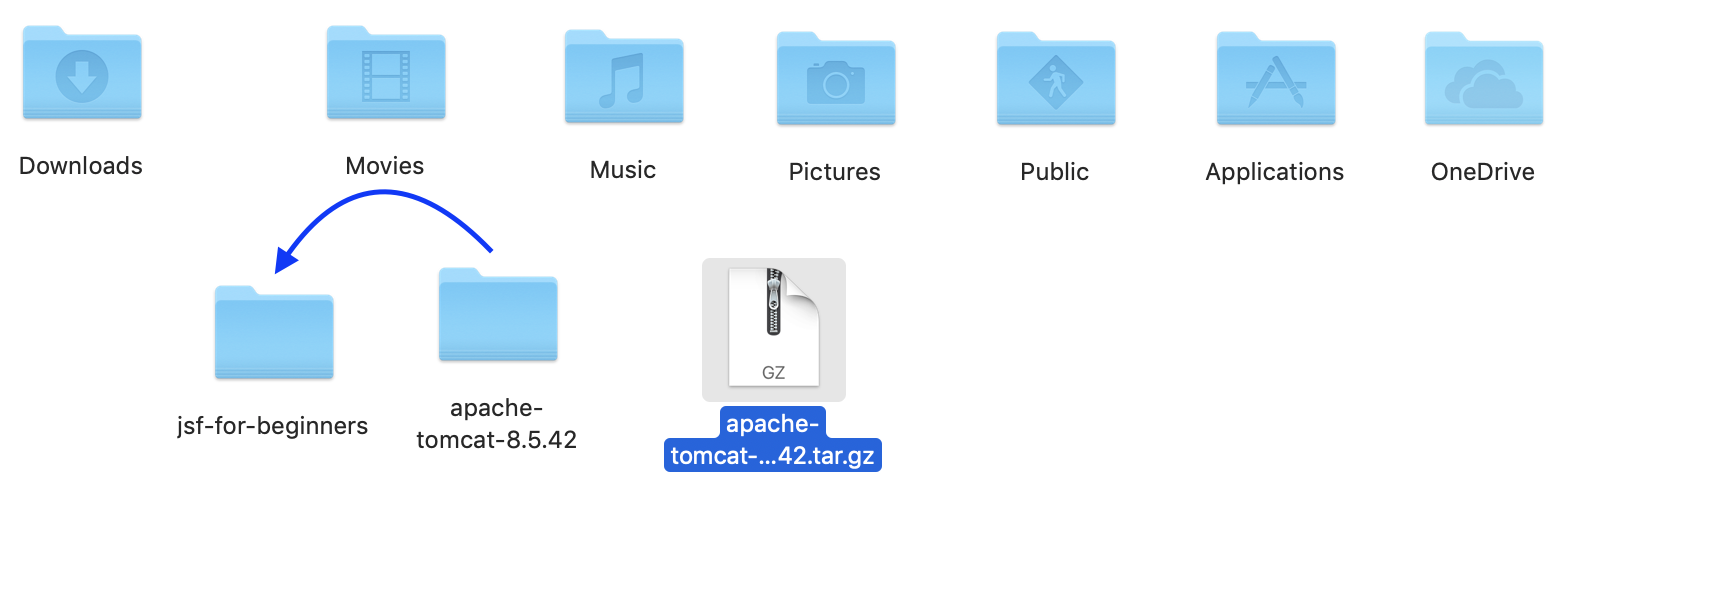 Downloads
Movies
Music
Pictures
Public
Applications
OneDrive
jsf-for-beginners
apache-
tomcat-8.5.42
GZ
apache-
tomcat-...42.tar.gz